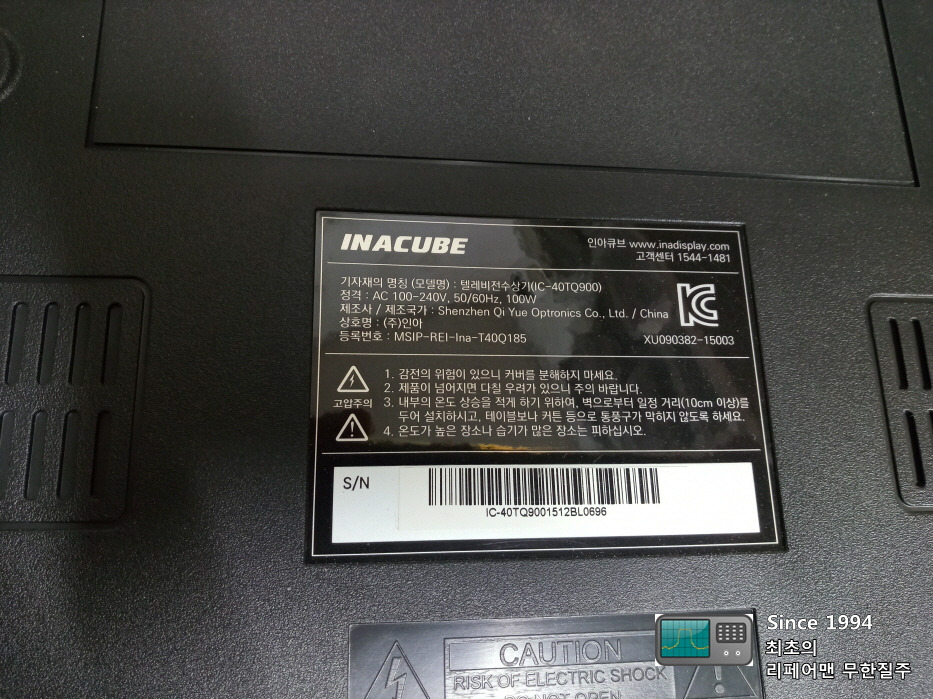 INACUBE
인아큐브 www.inadisplay.com
고객센터 1544-1481
기자재의 명칭 (모델명) : 텔레비전수상기(IC-40TQ900)
정격 : AC 100-240V, 50/60Hz, 100W
제조사 / 제조국가 : Shenzhen Qi Yue Optronics Co., Ltd. / China
상호명 : (주)인아
등록번호 : MSIP-REI-Ina-T40Q185
XU090382-15003
고압주의
1. 감전의 위험이 있으니 커버를 분해하지 마세요.
2. 제품이 넘어지면 다칠 우려가 있으니 주의 바랍니다.
3. 내부의 온도 상승을 적게 하기 위하여, 벽으로부터 일정 거리(10cm 이상)를
두어 설치하시고, 테이블보나 커튼 등으로 통풍구가 막히지 않도록 하세요.
4. 온도가 높은 장소나 습기가 많은 장소는 피하십시오.
S/N
IC-40TQ9001512BL0696
CAUTION
RISK OF ELECTRIC SHOCK
DO NOT OPEN
Since 1994
최초의
리페어맨 무한질주